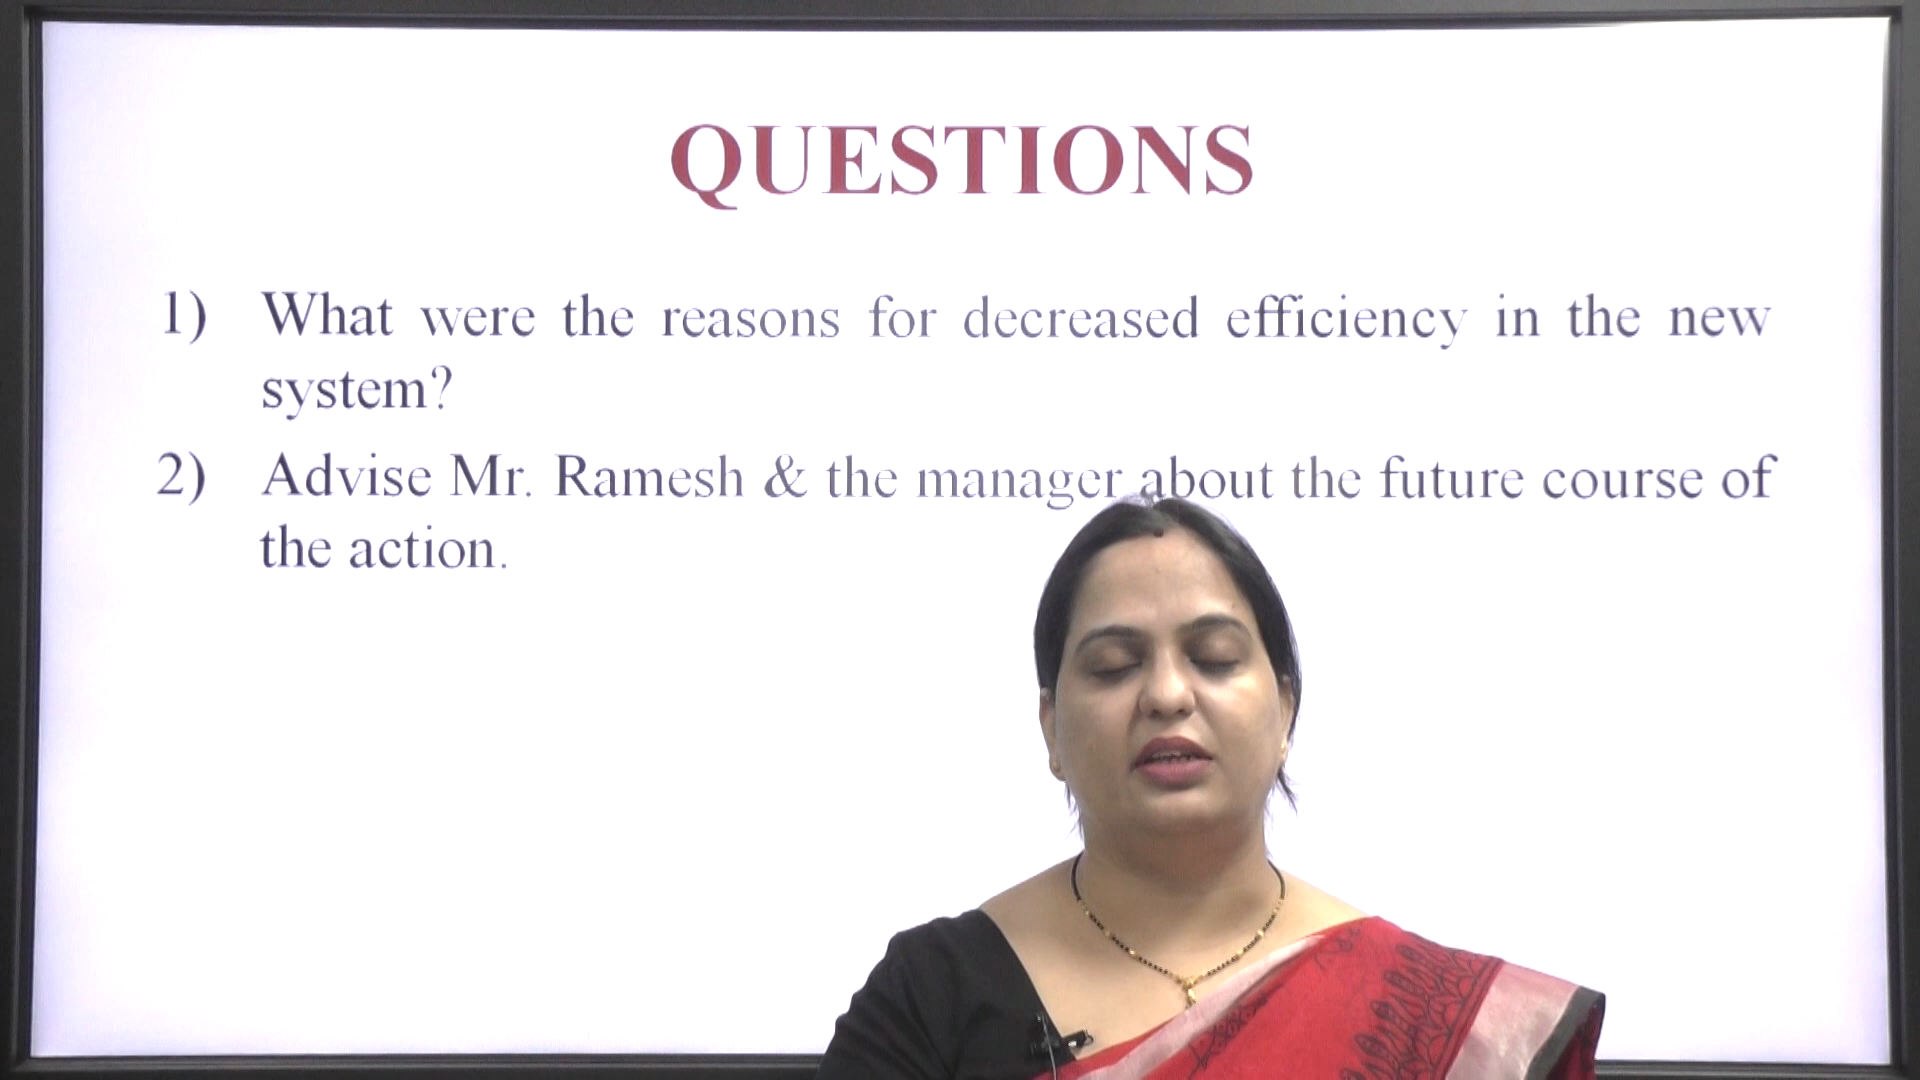 QUESTIONS
1) What were the reasons for decreased efficiency in the new
system?
2) Advise Mr. Ramesh & the manager about the future course of
the action.